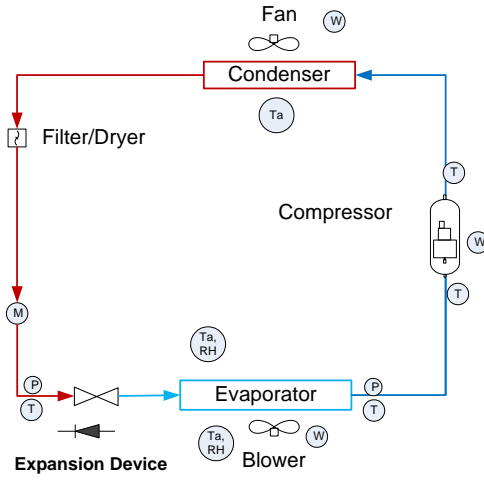 Fan
W
Condenser
Ta
Filter/Dryer
T
Compressor
W
T
M
Ta,
RH
P
T
Evaporator
P
T
Ta,
RH
W
Blower
Expansion Device